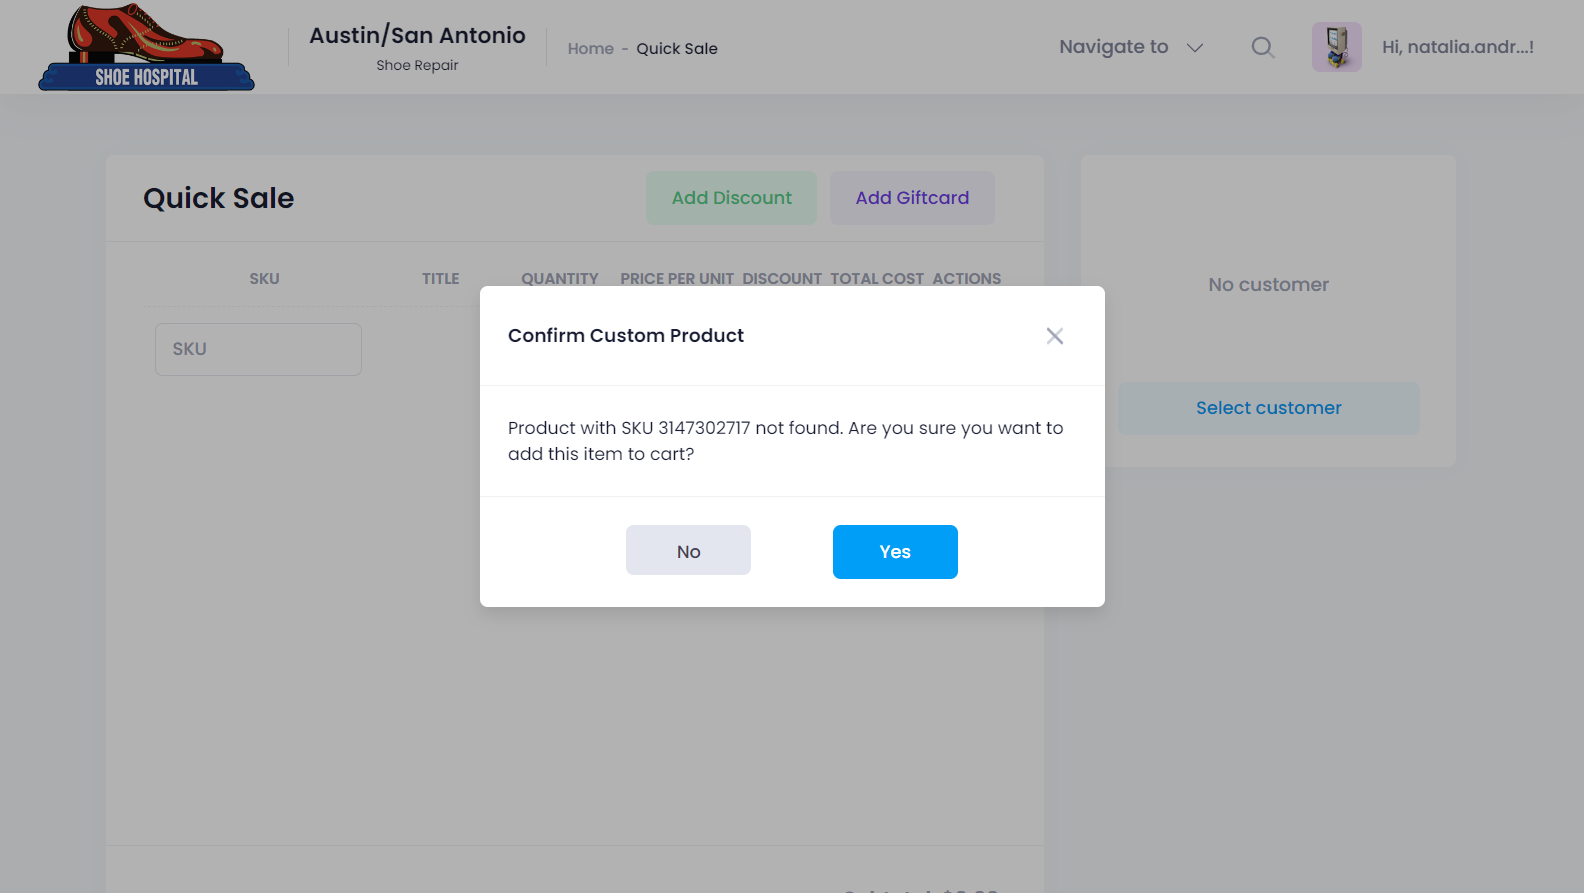 SHOE HOSPITAL
Austin/San Antonio
Shoe Repair
Home - Quick Sale
Navigate to
Hi, natalia.andr...!
Quick Sale
Add Discount
Add Giftcard
SKU TITLE QUANTITY PRICE PER UNIT DISCOUNT TOTAL COST ACTIONS
SKU
No customer
Select customer
Confirm Custom Product
Product with SKU 3147302717 not found. Are you sure you want to
add this item to cart?
No
Yes